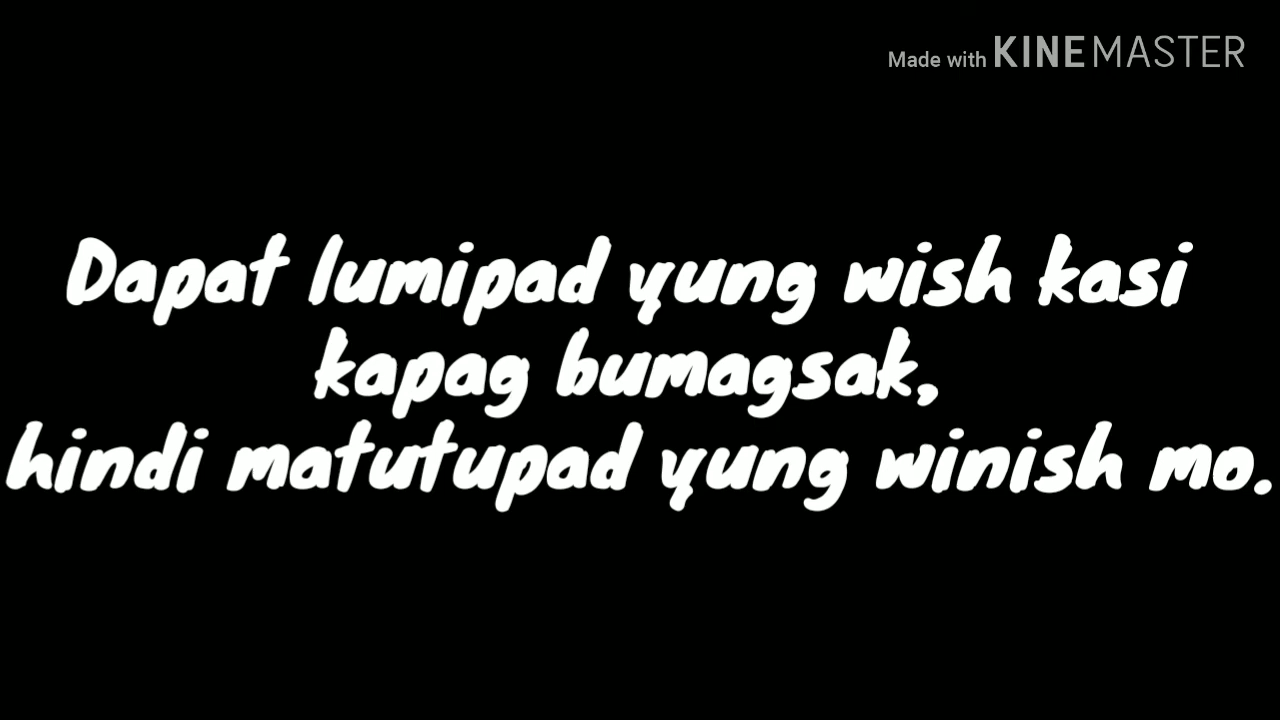 Made with KINEMASTER
Dapat lumipad yung wish kasi
kapag bumagsak,
hindi matutupad yung winish mo.